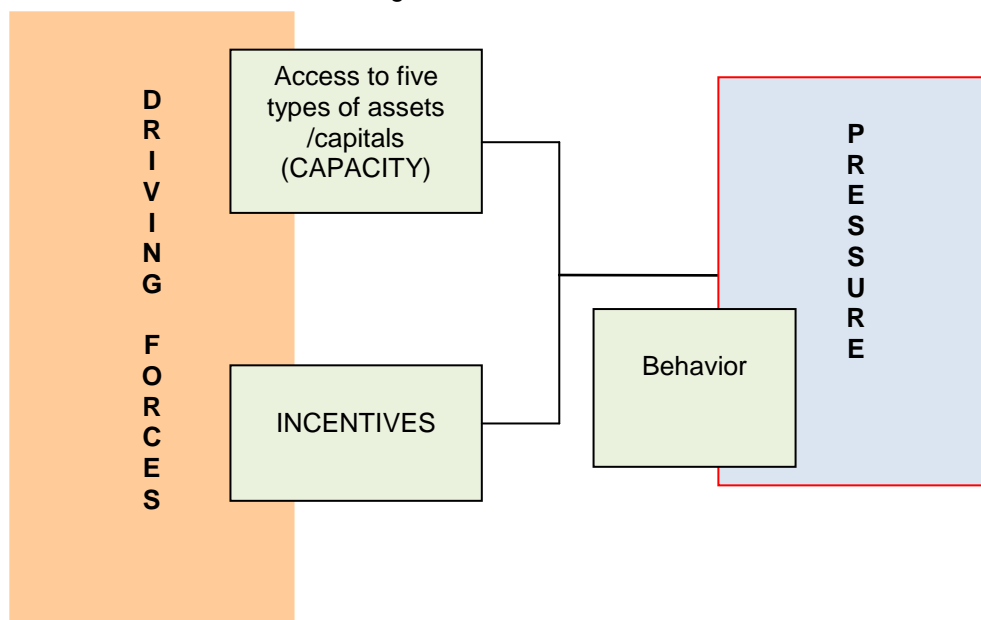 DRIVING FORCES
Access to five
types of assets
/capitals
(CAPACITY)
INCENTIVES
Behavior
PRESSURE